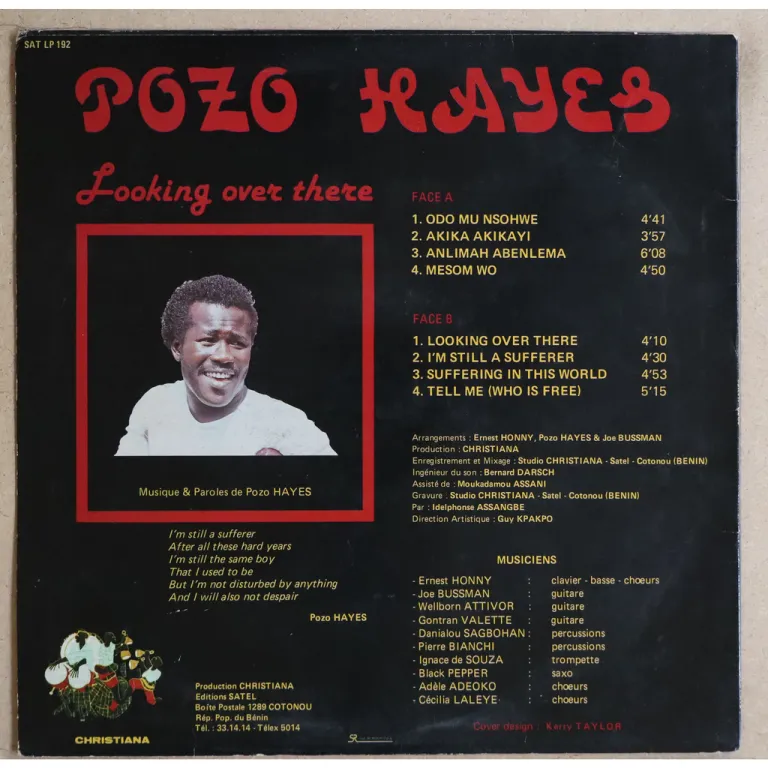 SAT LP 192
POZO HAYES
Looking over there
FACE A
1. ODO MU NSOHWE 4'41
2. AKIKA AKIKAYI 3'57
3. ANLIMAH ABENLEMA 6'08
4. MESOM WO 4'50
FACE B
1. LOOKING OVER THERE 4'10
2. I'M STILL A SUFFERER 4'30
3. SUFFERING IN THIS WORLD 4'53
4. TELL ME (WHO IS FREE) 5'15
Arrangements : Ernest HONNY, Pozo HAYES & Joe BUSSMAN
Production : CHRISTIANA
Enregistrement et Mixage : Studio CHRISTIANA - Satel - Cotonou (BENIN)
Ingénieur du son : Bernard DARSCH
Assisté de : Moukadamou ASSANI
Gravure : Studio CHRISTIANA - Satel - Cotonou (BENIN)
Par : Idelphonse ASSANGBE
Direction Artistique : Guy KPAKPO
Musique & Paroles de Pozo HAYES
I'm still a sufferer
After all these hard years
I'm still the same boy
That I used to be
But I'm not disturbed by anything
And I will also not despair
Pozo HAYES
MUSICIENS
- Ernest HONNY : clavier - basse - choeurs
- Joe BUSSMAN : guitare
- Wellborn ATTIVOR : guitare
- Gontran VALETTE : guitare
- Danialou SAGBOHAN : percussions
- Pierre BIANCHI : percussions
- Ignace de SOUZA : trompette
- Black PEPPER : saxo
- Adèle ADEOKO : choeurs
- Cécilia LALEYE : choeurs
Production CHRISTIANA
Editions SATEL
Boîte Postale 1289 COTONOU
Rép. Pop. du Bénin
Tél. : 33.14.14 - Télex 5014
CHRISTIANA
Cover design : Kerry TAYLOR